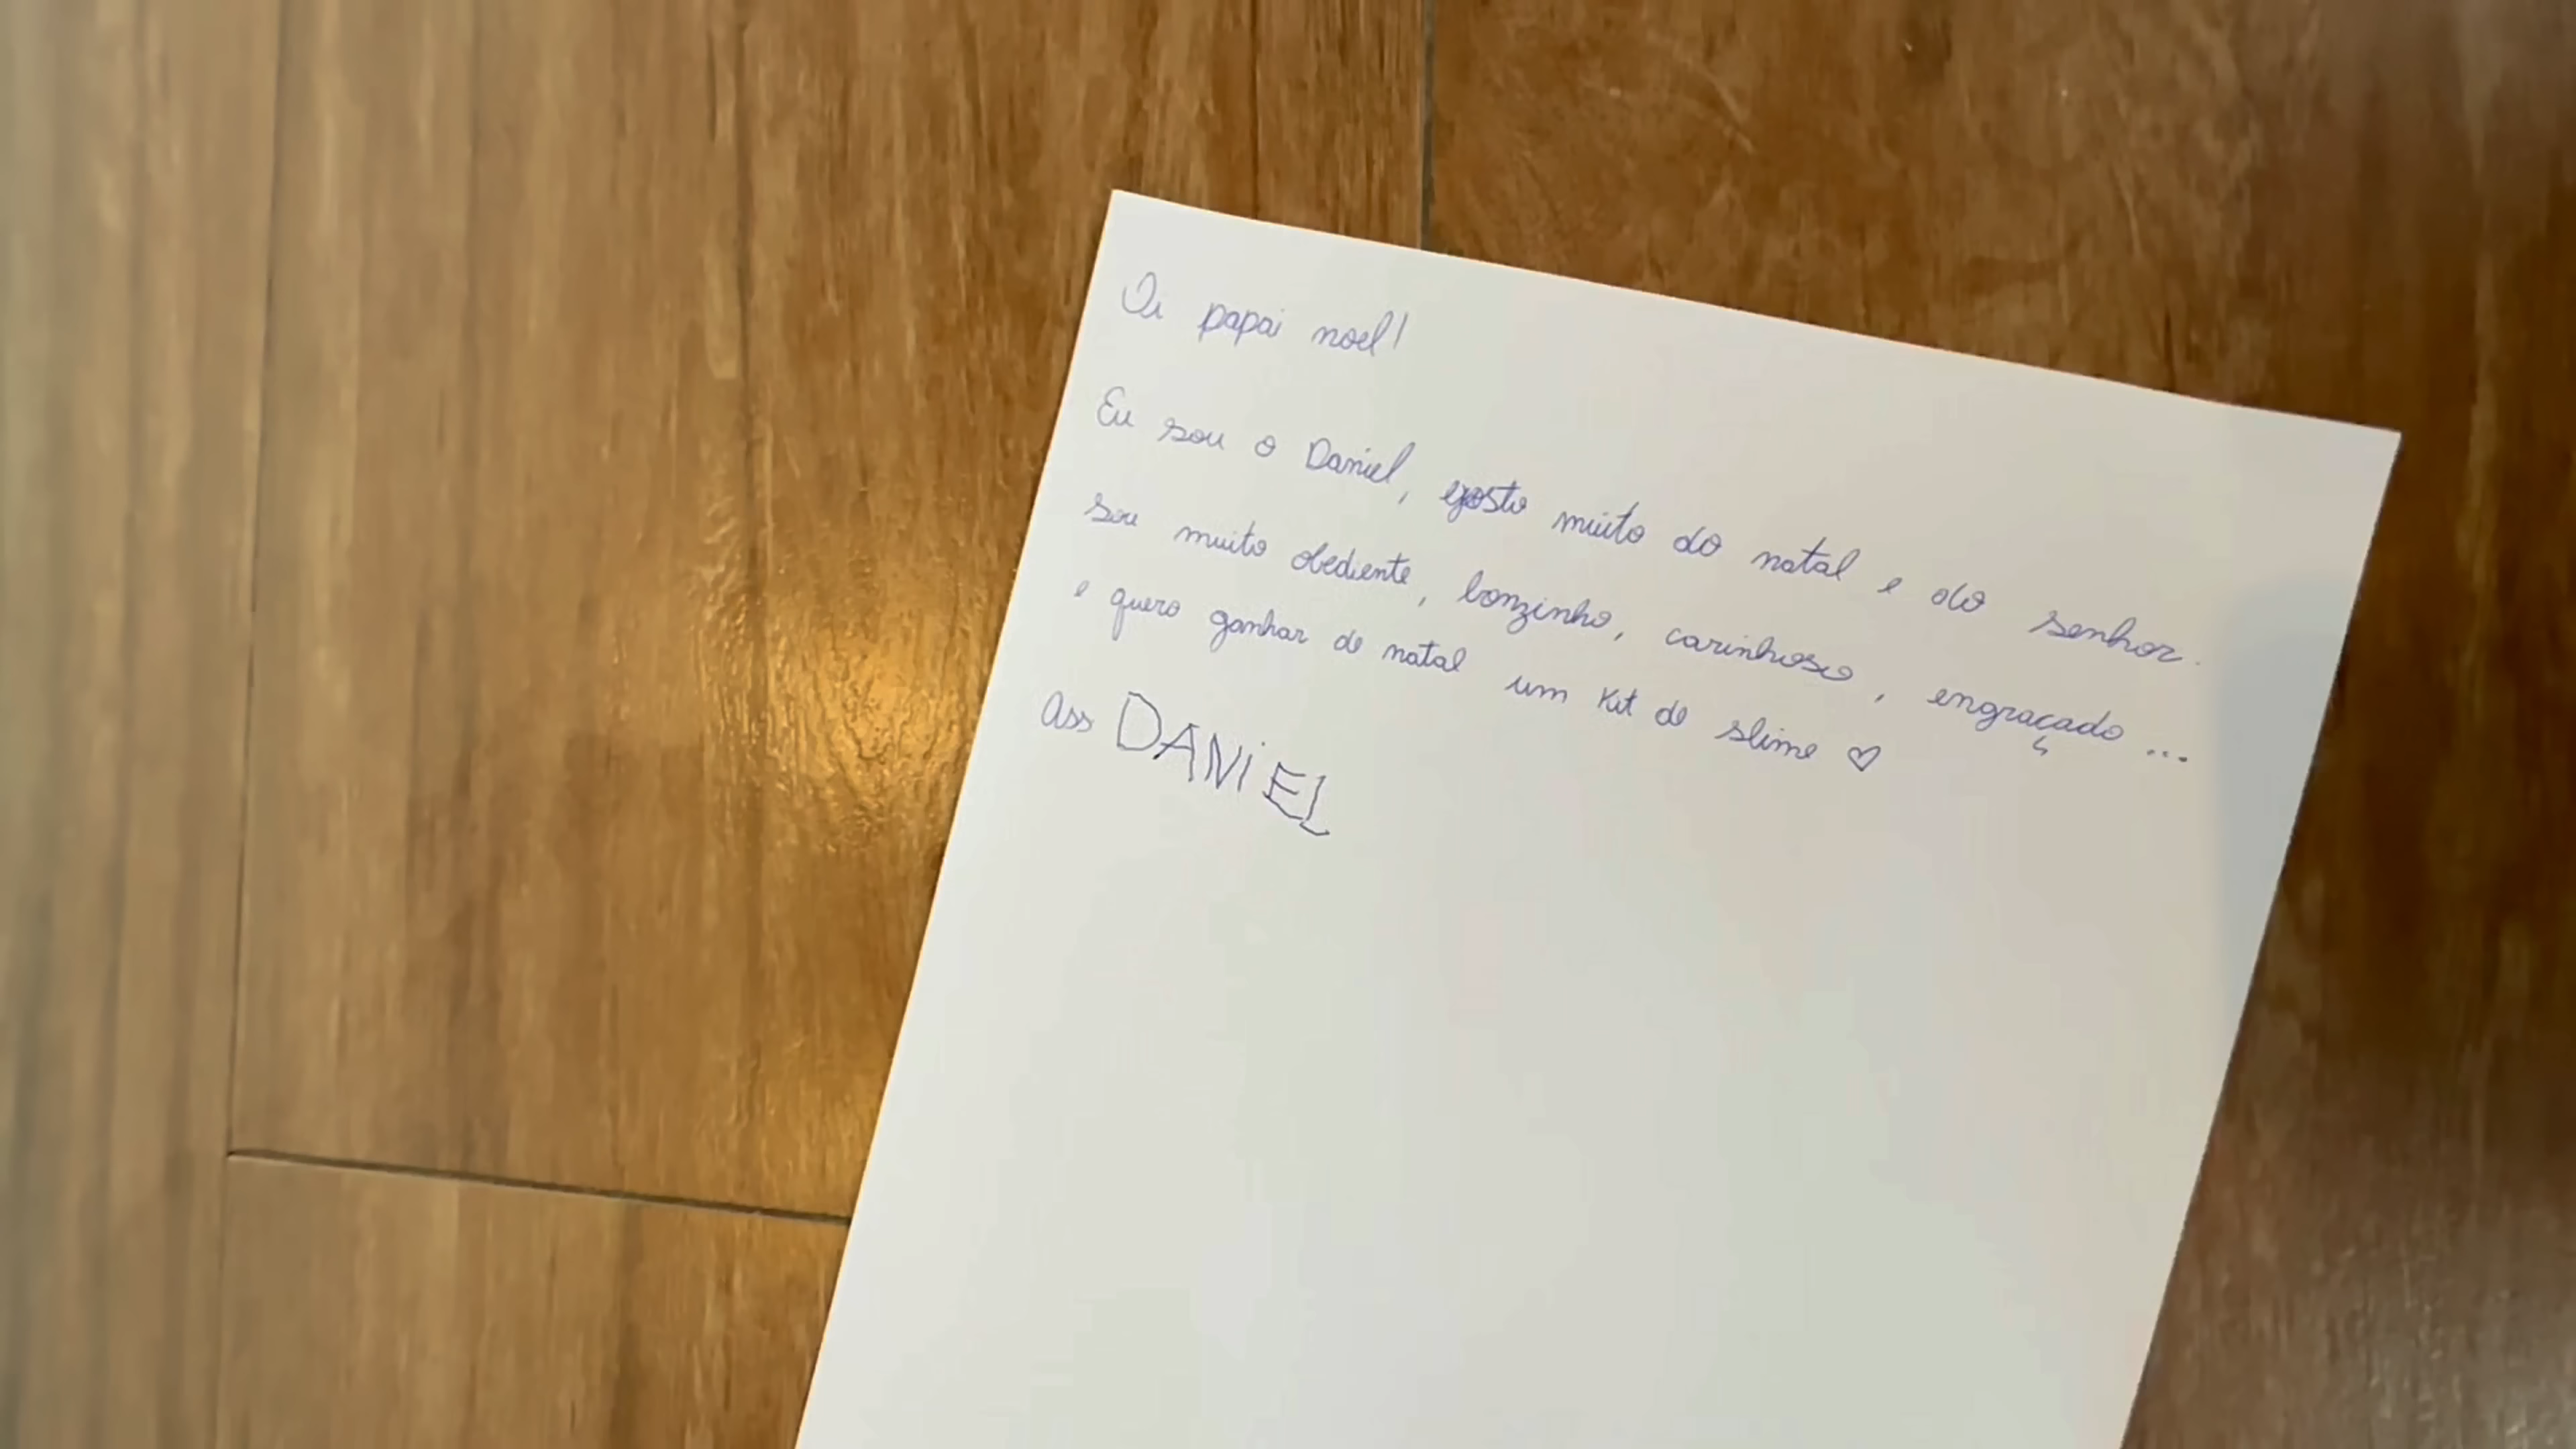 Oi papai noel!
Eu sou o Daniel, gosto muito do natal e do senhor.
sou muito obediente, bonzinho, carinhoso, engraçado ...
e quero ganhar de natal um Kit de slime ♡
Ass DANiEL